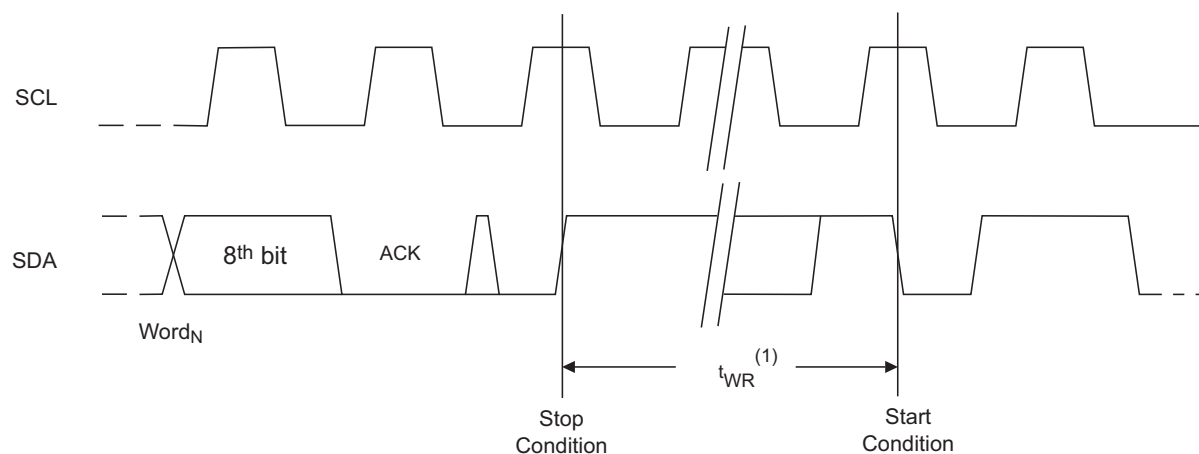 SCL
SDA
8th bit
ACK
WordN
tWR(1)
Stop
Condition
Start
Condition